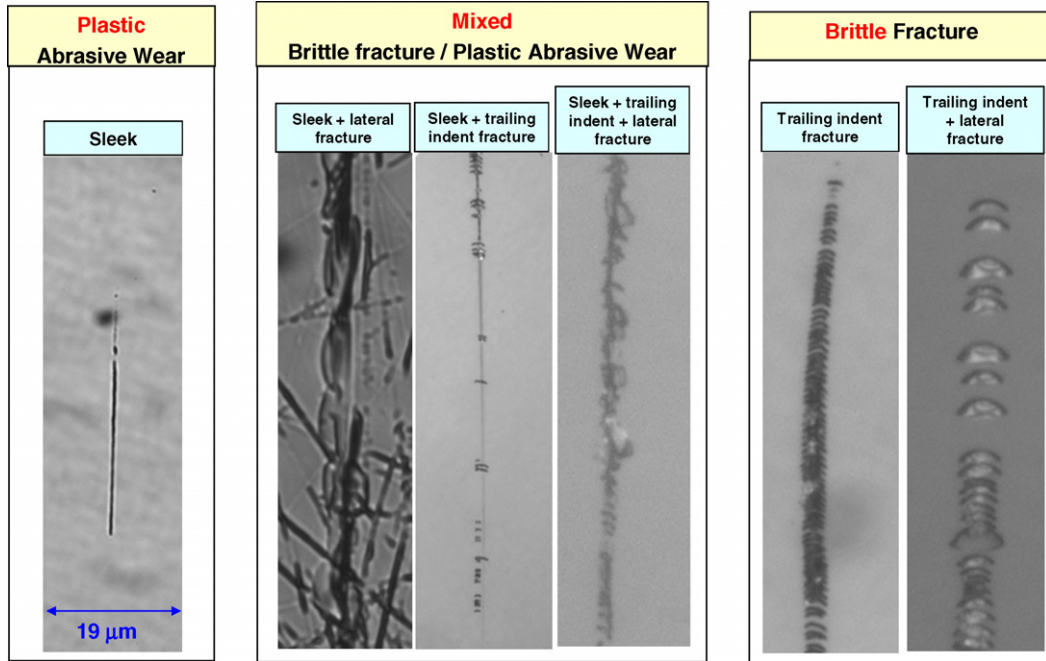 Plastic
Abrasive Wear
Sleek
19 μm
Mixed
Brittle fracture / Plastic Abrasive Wear
Sleek + lateral
fracture
Sleek + trailing
indent fracture
Sleek + trailing
indent + lateral
fracture
Brittle Fracture
Trailing indent
fracture
Trailing indent
+ lateral
fracture